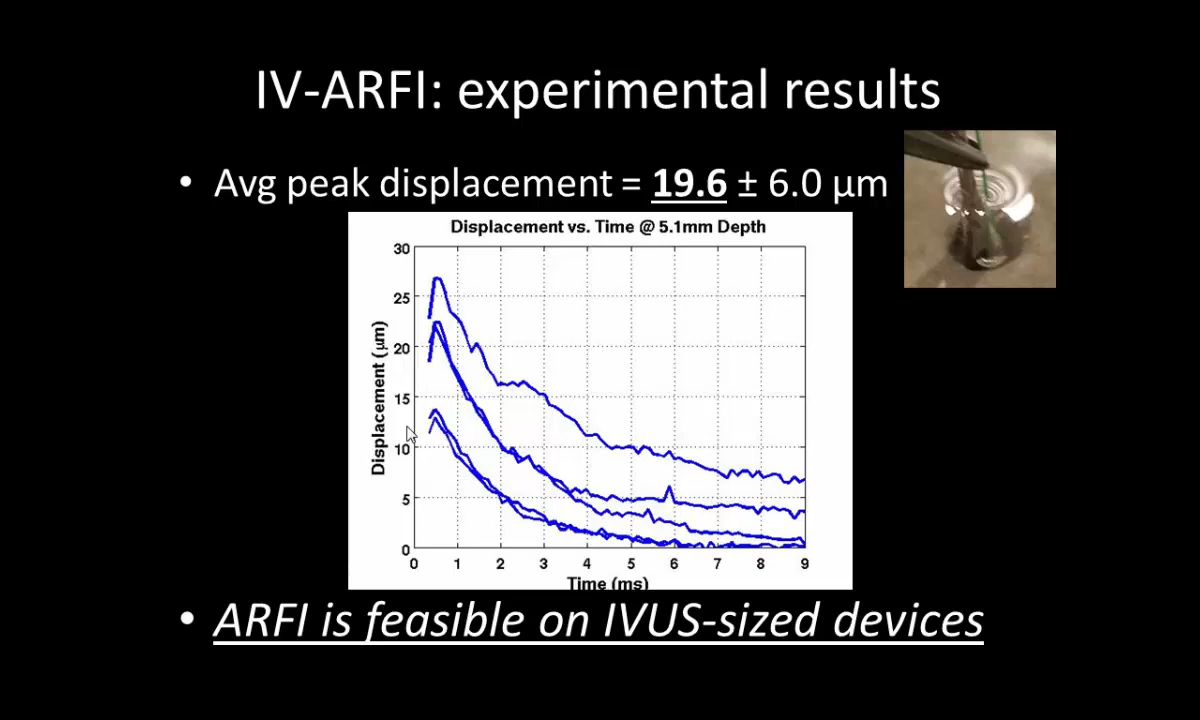 IV-ARFI: experimental results
• Avg peak displacement = 19.6 ± 6.0 µm
Displacement vs. Time @ 5.1mm Depth
30
25
20
15
10
5
0
Displacement (µm)
0 1 2 3 4 5 6 7 8 9
Time (ms)
• ARFI is feasible on IVUS-sized devices